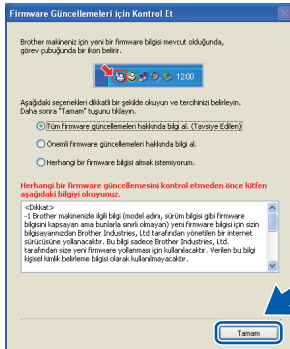 Firmware Güncellemeleri için Kontrol Et
Brother makineniz için yeni bir firmware bilgisi mevcut olduğunda,
görev çubuğunda bir ikon belirir.
12:00
Aşağıdaki seçenekleri dikkatli bir şekilde okuyun ve tercihinizi belirleyin.
Daha sonra "Tamam" tuşunu tıklayın.
Tüm firmware güncellemeleri hakkında bilgi al. (Tavsiye Edilen)
Önemli firmware güncellemeleri hakkında bilgi al.
Herhangi bir firmware bilgisi almak istemiyorum.
Herhangi bir firmware güncellemesini kontrol etmeden önce lütfen
aşağıdaki bilgiyi okuyunuz.
<Dikkat>
-1 Brother makinenizle ilgili bilgi (model adını, sürüm bilgisi gibi firmware
bilgisini kapsayan ama bunlarla sınırlı olmayan) yeni firmware bilgisi için sizin
bilgisayarınızdan Brother Industries, Ltd tarafından yönetilen bir internet
sürücüsüne yollanacaktır. Bu bilgi sadece Brother Industries, Ltd.
tarafından size yeni firmware yollanması için kullanılacaktır. Verilen bu bilgi
kişisel kimlik belirleme bilgisi olarak kullanılmayacaktır.
Tamam